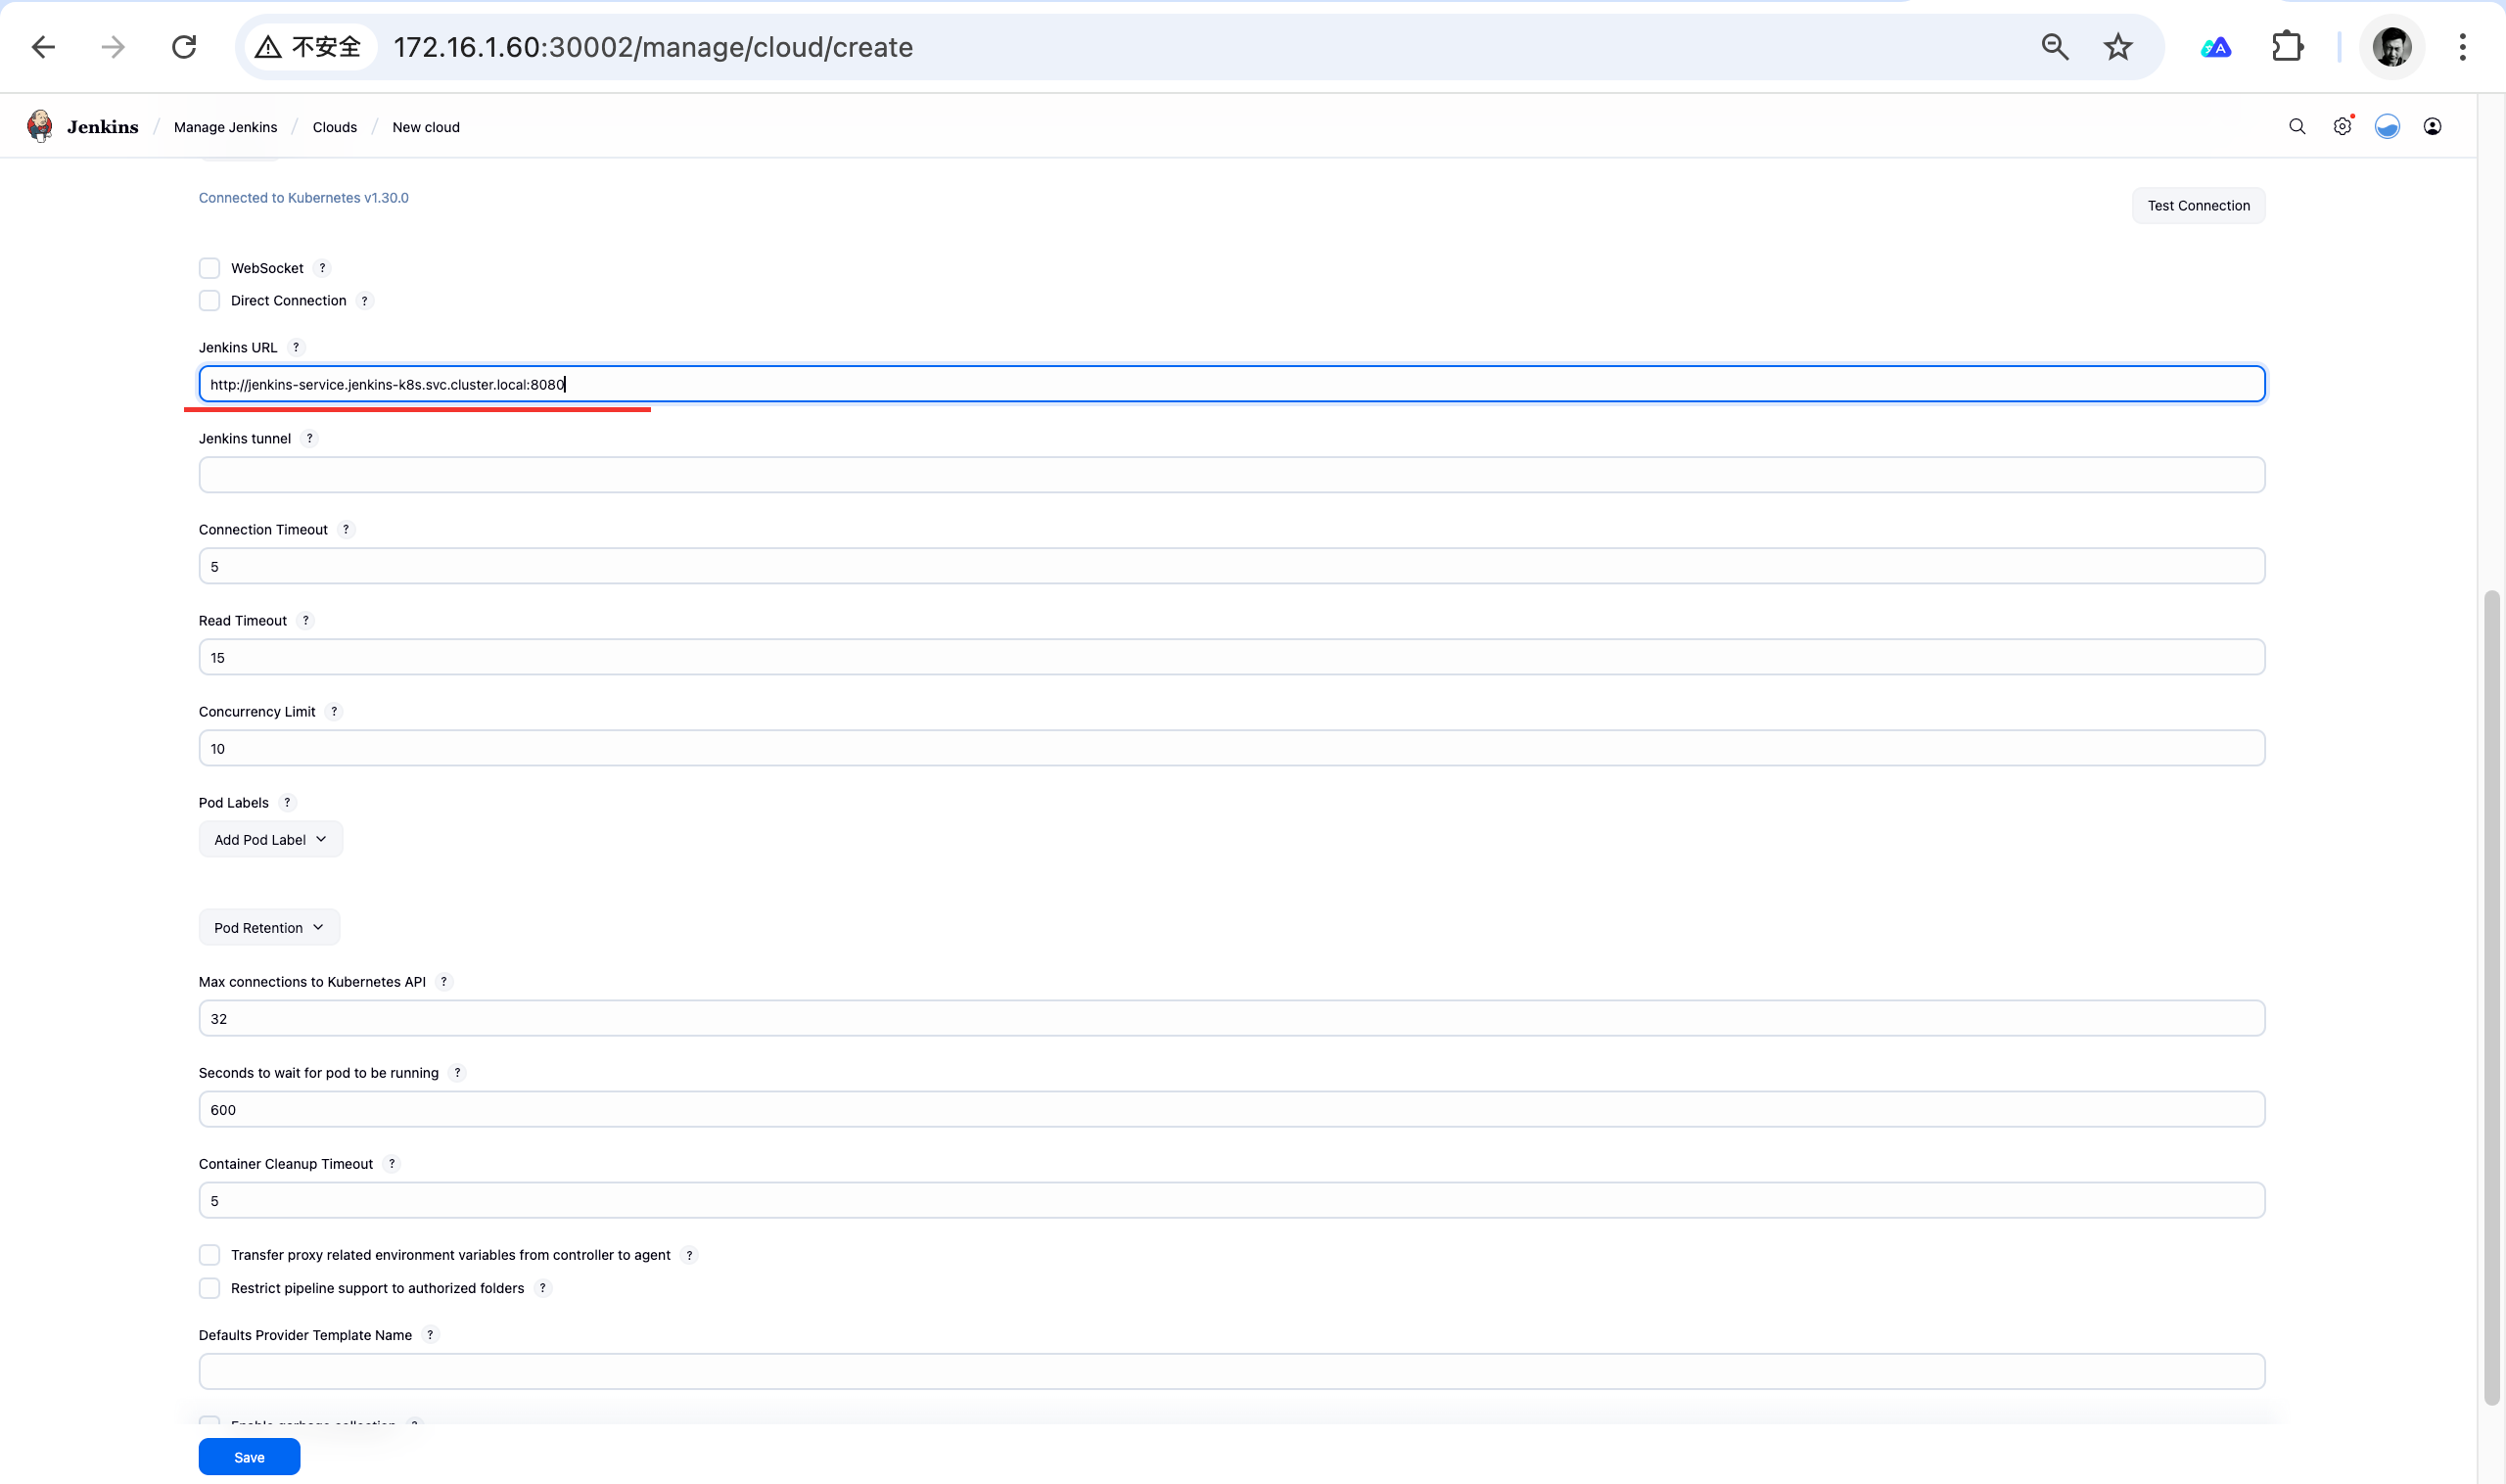 不安全 172.16.1.60:30002/manage/cloud/create
Jenkins / Manage Jenkins / Clouds / New cloud
Connected to Kubernetes v1.30.0
Test Connection
WebSocket ?
Direct Connection ?
Jenkins URL ?
http://jenkins-service.jenkins-k8s.svc.cluster.local:8080
Jenkins tunnel ?
Connection Timeout ?
5
Read Timeout ?
15
Concurrency Limit ?
10
Pod Labels ?
Add Pod Label
Pod Retention
Max connections to Kubernetes API ?
32
Seconds to wait for pod to be running ?
600
Container Cleanup Timeout ?
5
Transfer proxy related environment variables from controller to agent ?
Restrict pipeline support to authorized folders ?
Defaults Provider Template Name ?
Enable garbage collection ?
Save